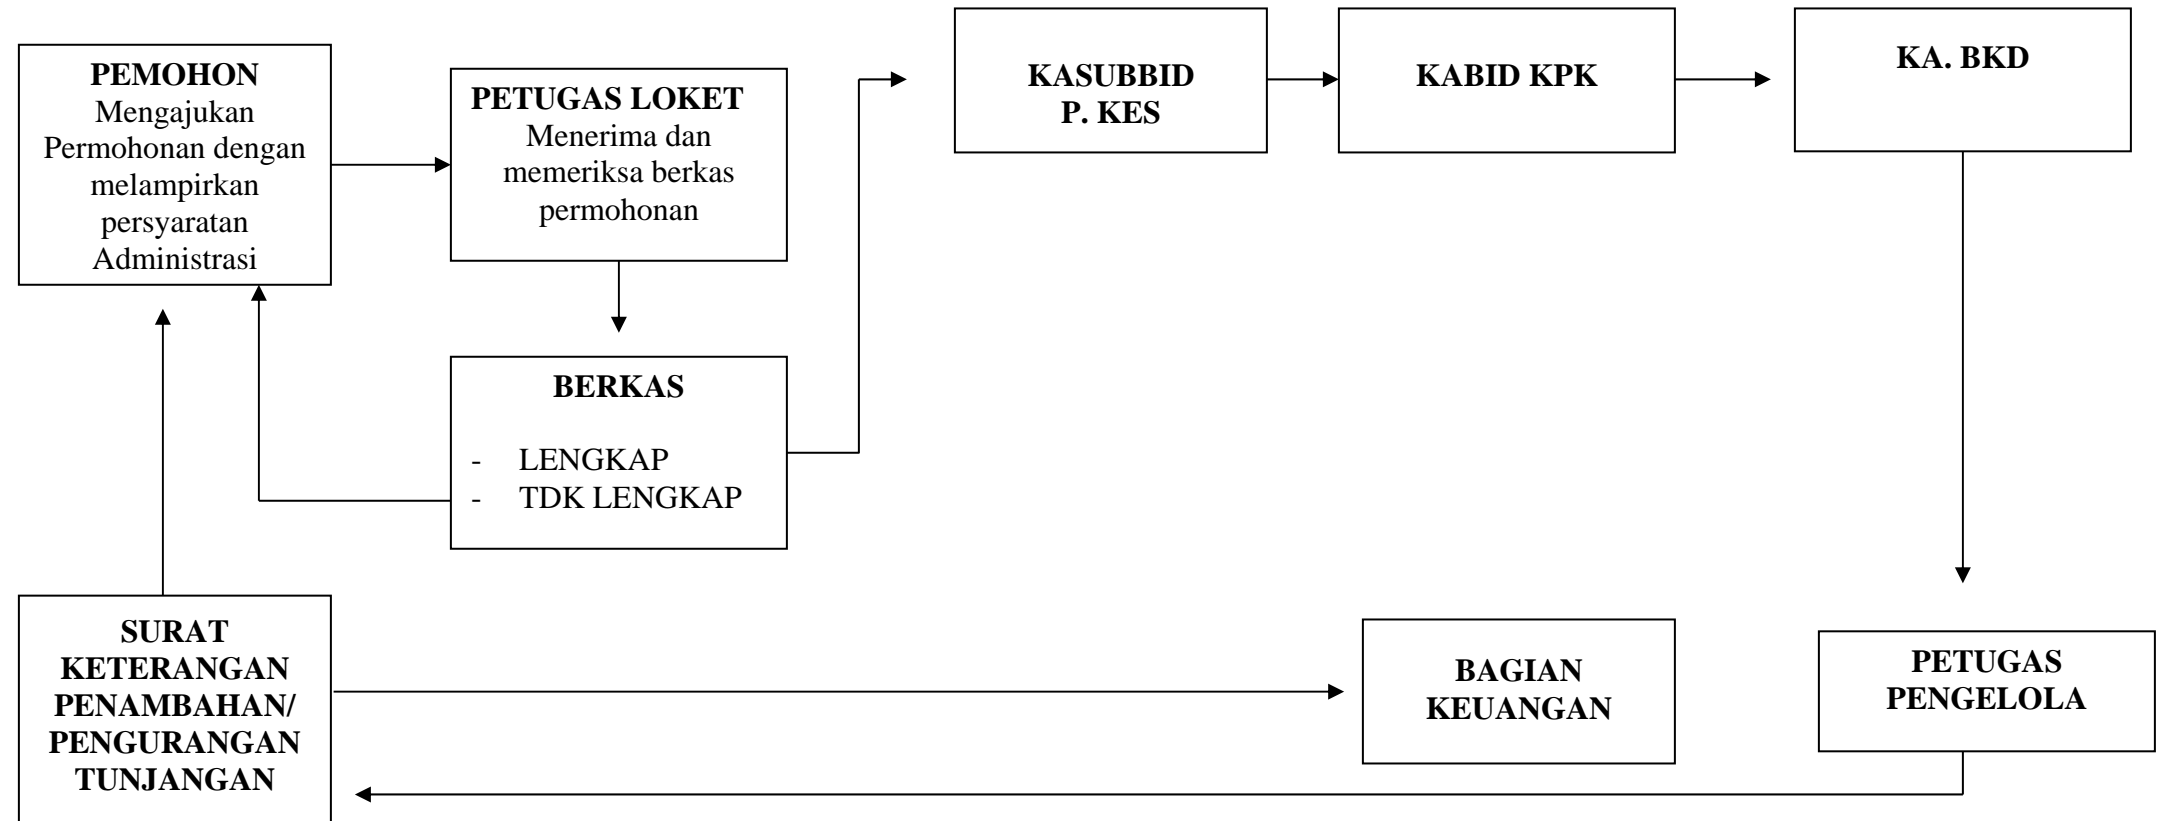 PEMOHON
Mengajukan
Permohonan dengan
melampirkan
persyaratan
Administrasi
PETUGAS LOKET
Menerima dan
memeriksa berkas
permohonan
BERKAS
- LENGKAP
- TDK LENGKAP
KASUBBID
P. KES
KABID KPK
KA. BKD
PETUGAS
PENGELOLA
BAGIAN
KEUANGAN
SURAT
KETERANGAN
PENAMBAHAN/
PENGURANGAN
TUNJANGAN